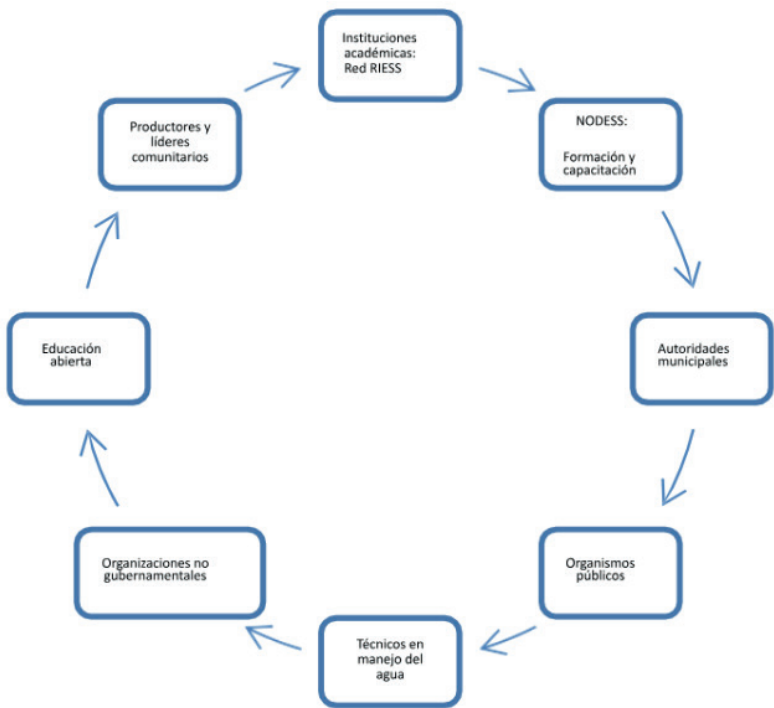 Instituciones
académicas:
Red RIESS
NODESS:
Formación y
capacitación
Autoridades
municipales
Organismos
públicos
Técnicos en
manejo del
agua
Organizaciones no
gubernamentales
Educación
abierta
Productores y
líderes
comunitarios